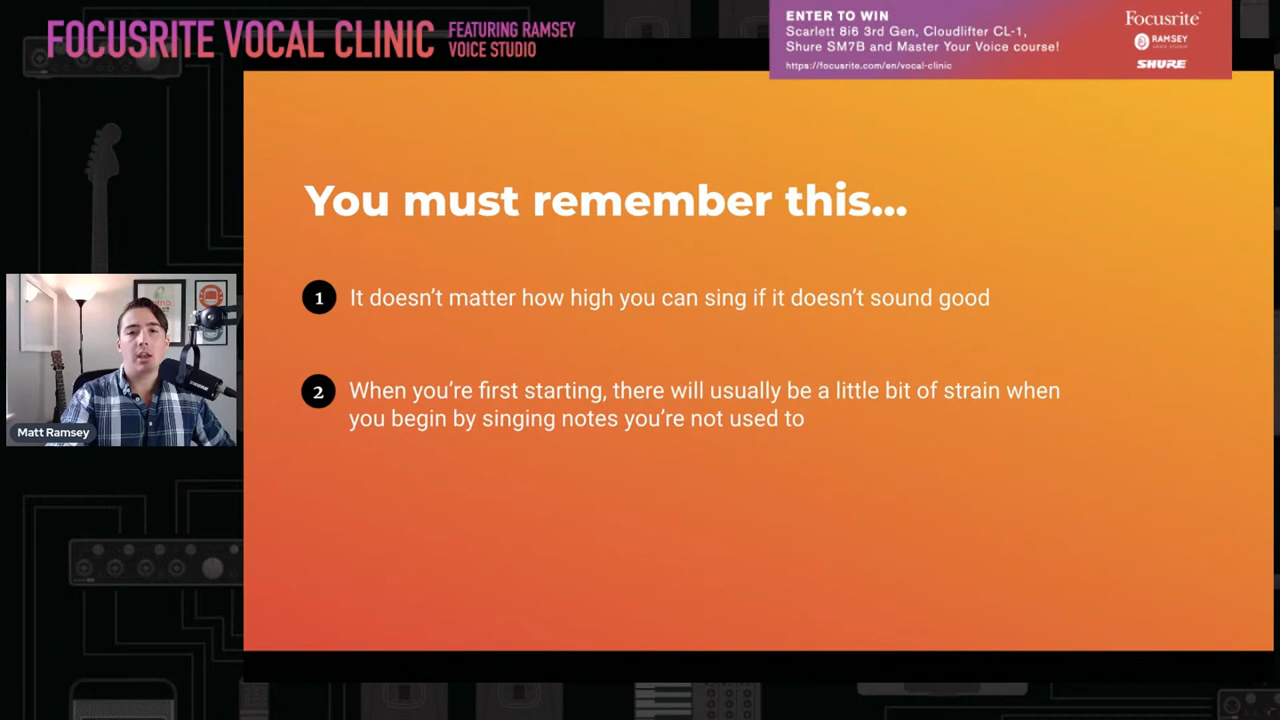 FOCUSRITE VOCAL CLINIC
FEATURING RAMSEY
VOICE STUDIO
ENTER TO WIN
Scarlett 8i6 3rd Gen, Cloudlifter CL-1,
Shure SM7B and Master Your Voice course!
https://focusrite.com/en/vocal-clinic
Focusrite®
RAMSEY
VOICE STUDIO
SHURE
You must remember this...
1 It doesn’t matter how high you can sing if it doesn’t sound good
2 When you’re first starting, there will usually be a little bit of strain when
you begin by singing notes you’re not used to
Matt Ramsey